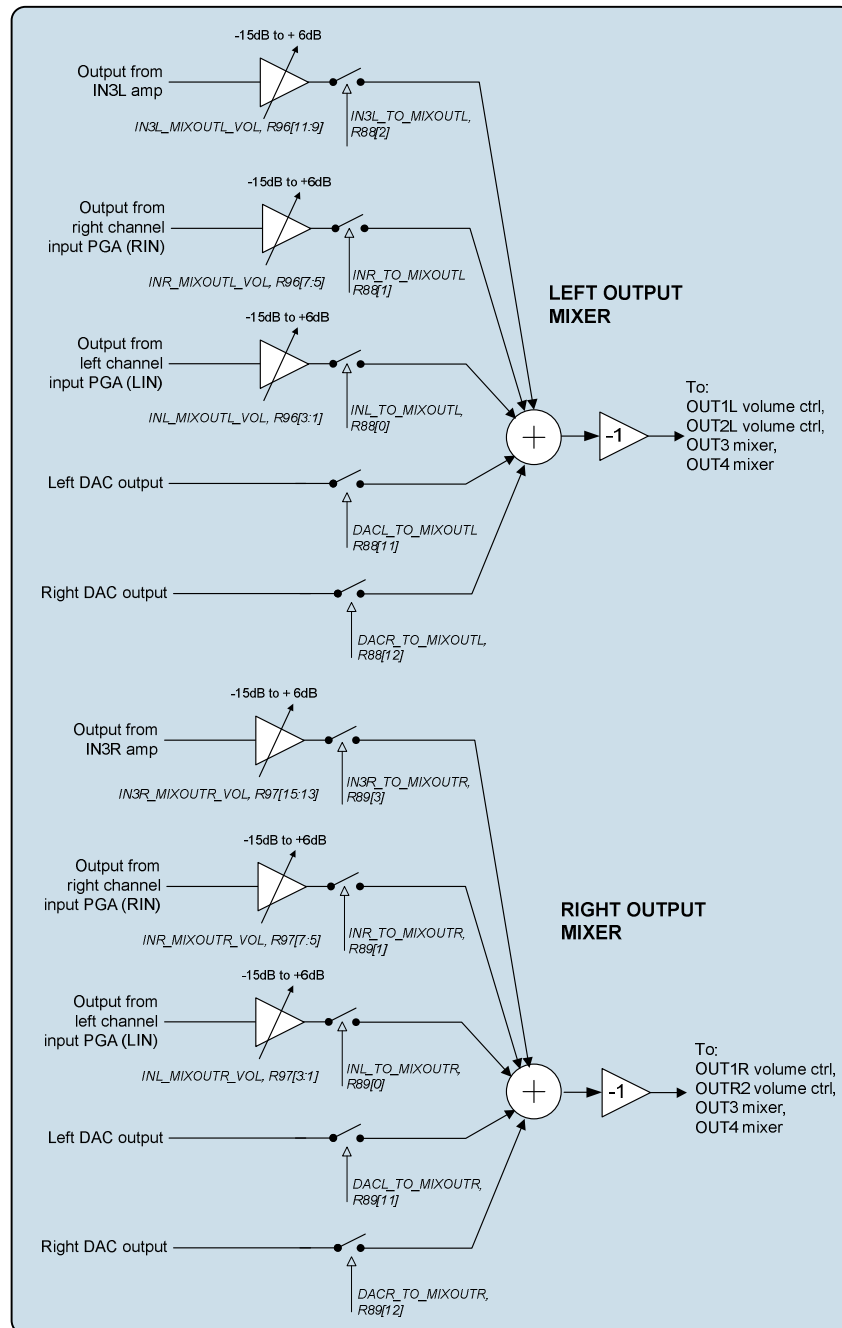 -15dB to + 6dB
Output from
IN3L amp
IN3L_MIXOUTL_VOL, R96[11:9]
IN3L_TO_MIXOUTL,
R88[2]
-15dB to +6dB
Output from
right channel
input PGA (RIN)
INR_MIXOUTL_VOL, R96[7:5]
INR_TO_MIXOUTL
R88[1]
LEFT OUTPUT
MIXER
-15dB to +6dB
Output from
left channel
input PGA (LIN)
INL_MIXOUTL_VOL, R96[3:1]
INL_TO_MIXOUTL,
R88[0]
+
-1
To:
OUT1L volume ctrl,
OUT2L volume ctrl,
OUT3 mixer,
OUT4 mixer
Left DAC output
DACL_TO_MIXOUTL
R88[11]
Right DAC output
DACR_TO_MIXOUTL,
R88[12]
-15dB to + 6dB
Output from
IN3R amp
IN3R_MIXOUTR_VOL, R97[15:13]
IN3R_TO_MIXOUTR,
R89[3]
-15dB to +6dB
Output from
right channel
input PGA (RIN)
INR_MIXOUTR_VOL, R97[7:5]
INR_TO_MIXOUTR,
R89[1]
RIGHT OUTPUT
MIXER
-15dB to +6dB
Output from
left channel
input PGA (LIN)
INL_MIXOUTR_VOL, R97[3:1]
INL_TO_MIXOUTR,
R89[0]
+
-1
To:
OUT1R volume ctrl,
OUTR2 volume ctrl,
OUT3 mixer,
OUT4 mixer
Left DAC output
DACL_TO_MIXOUTR,
R89[11]
Right DAC output
DACR_TO_MIXOUTR,
R89[12]